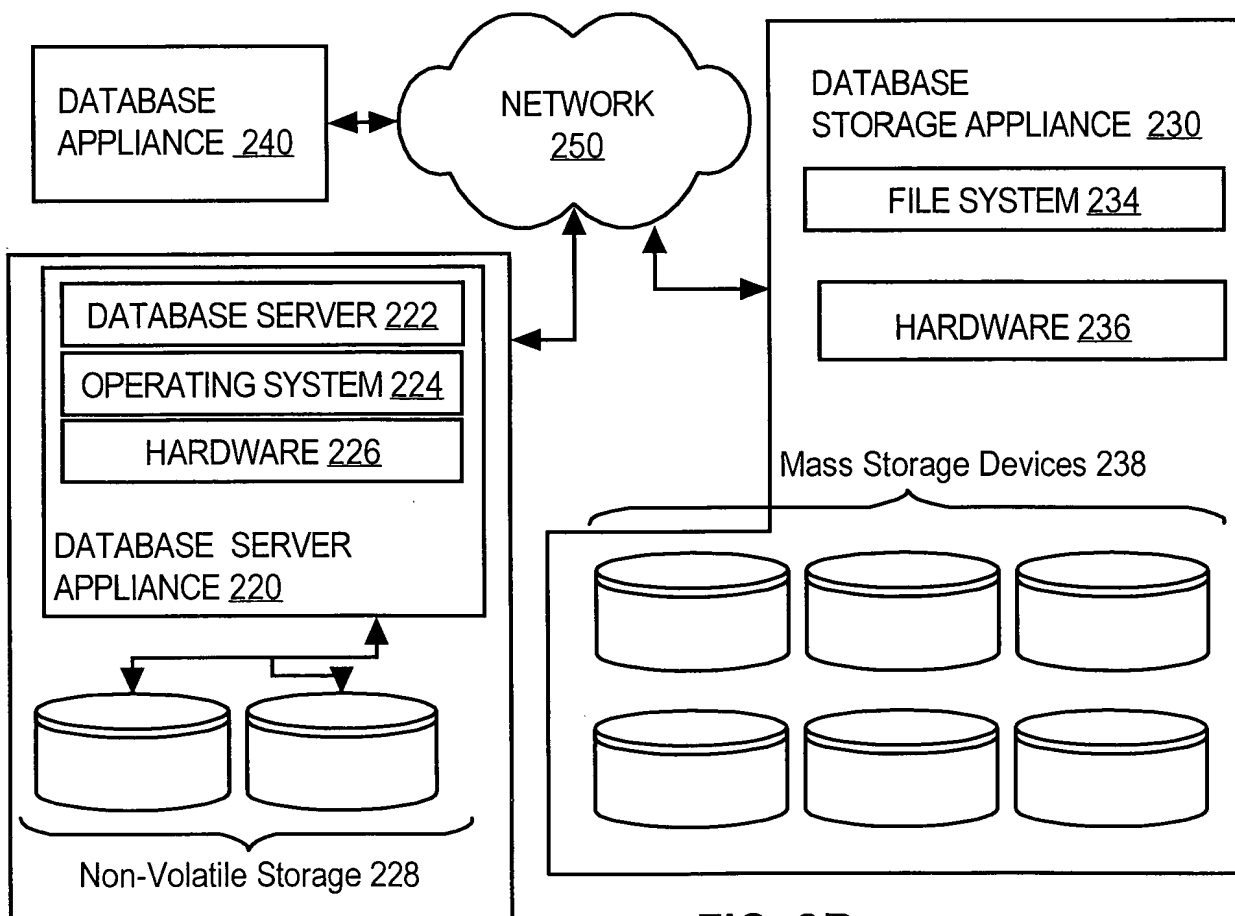 DATABASE
APPLIANCE 240
NETWORK
250
DATABASE
STORAGE APPLIANCE 230
FILE SYSTEM 234
HARDWARE 236
DATABASE SERVER 222
OPERATING SYSTEM 224
HARDWARE 226
DATABASE SERVER
APPLIANCE 220
Mass Storage Devices 238
Non-Volatile Storage 228